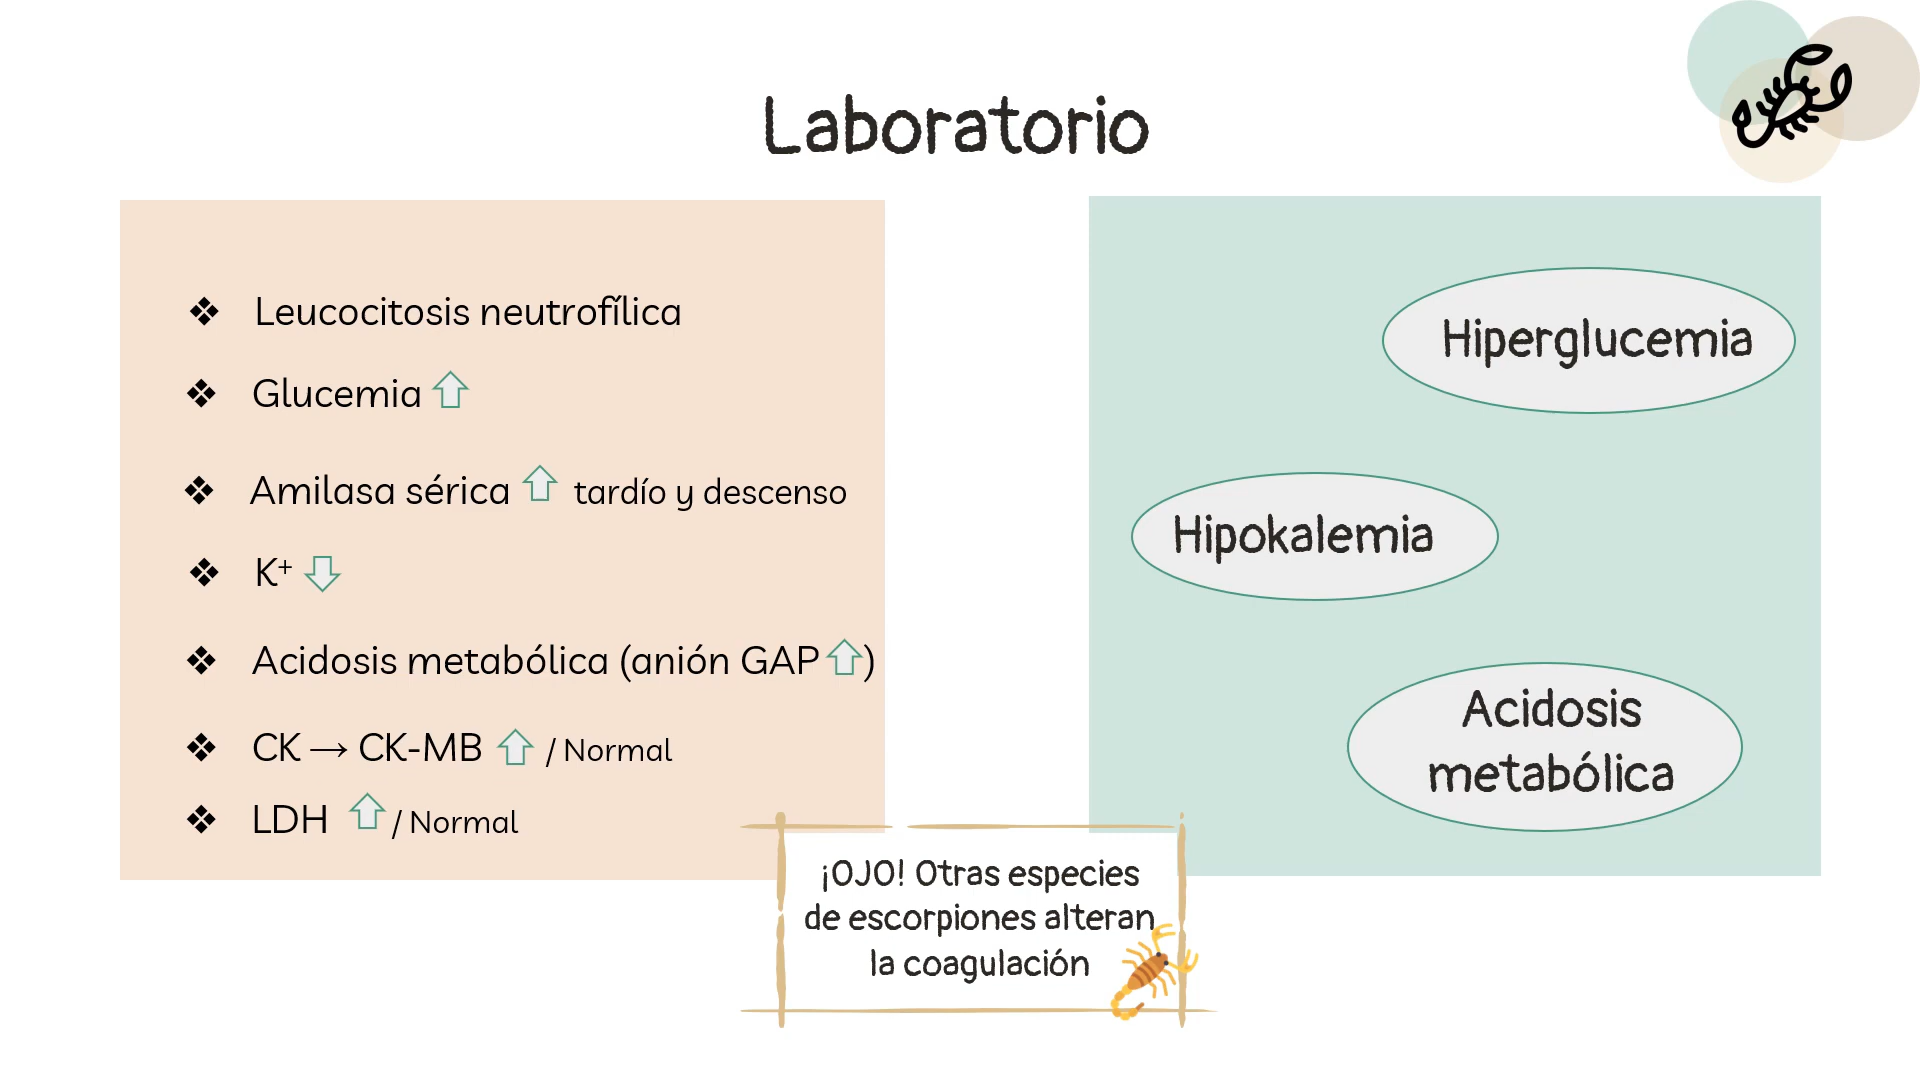 Laboratorio
❖ Leucocitosis neutrofílica
❖ Glucemia ⇧
❖ Amilasa sérica ⇧ tardío y descenso
❖ K⁺ ⇩
❖ Acidosis metabólica (anión GAP ⇧)
❖ CK → CK-MB ⇧ / Normal
❖ LDH ⇧ / Normal
Hiperglucemia
Hipokalemia
Acidosis
metabólica
¡OJO! Otras especies
de escorpiones alteran
la coagulación